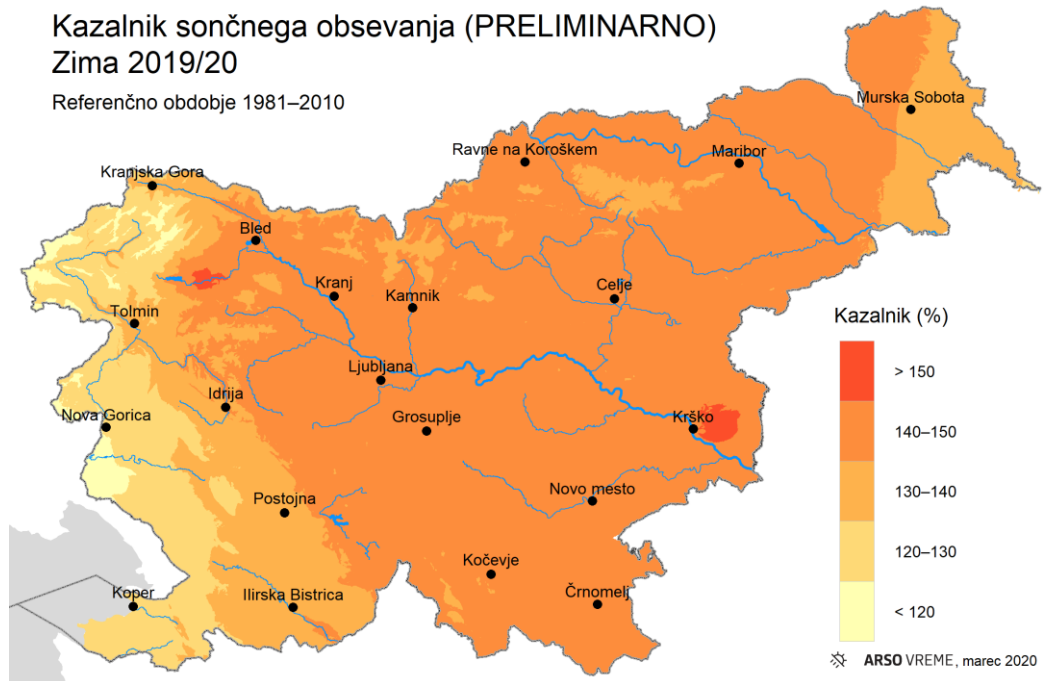 Kazalnik sončnega obsevanja (PRELIMINARNO)
Zima 2019/20
Referenčno obdobje 1981–2010
Murska Sobota
Ravne na Koroškem
Maribor
Kranjska Gora
Bled
Kranj
Kamnik
Celje
Tolmin
Ljubljana
Idrija
Nova Gorica
Grosuplje
Krško
Postojna
Novo mesto
Kočevje
Koper
Ilirska Bistrica
Črnomelj
Kazalnik (%)
> 150
140–150
130–140
120–130
< 120
ARSO VREME, marec 2020